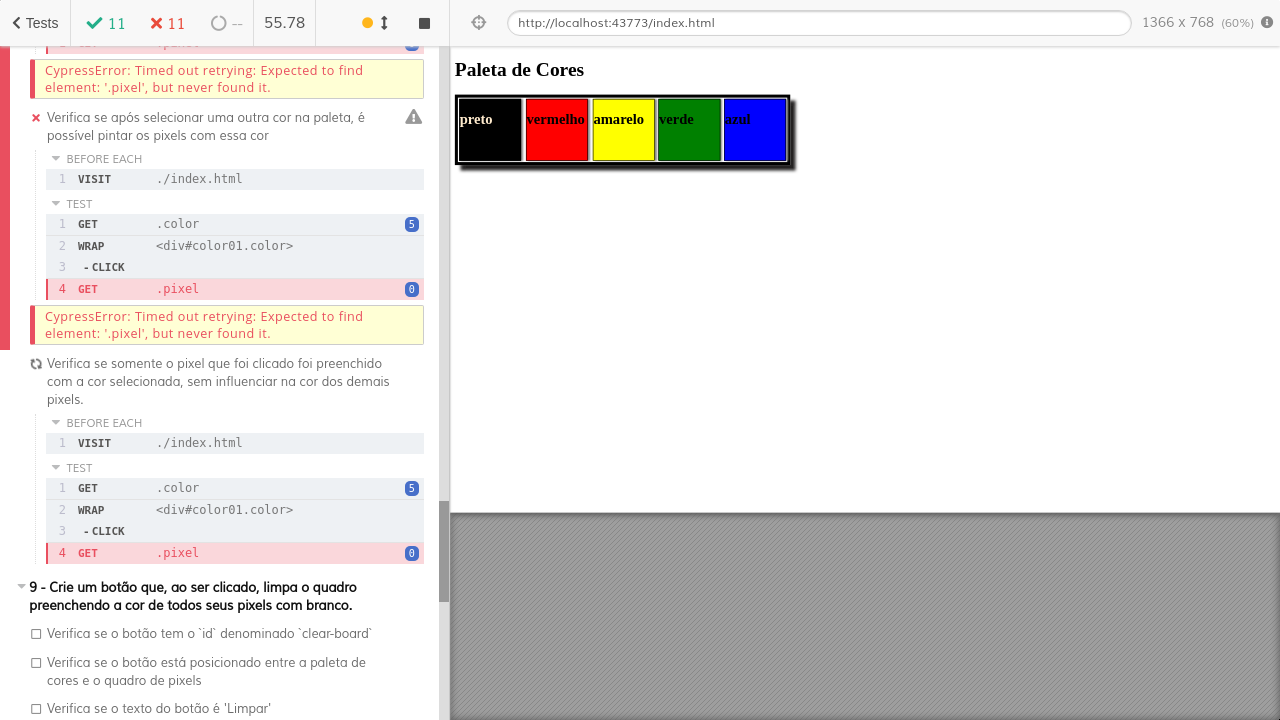 Tests 11 11 -- 55.78
http://localhost:43773/index.html 1366 x 768 (60%)
CypressError: Timed out retrying: Expected to find
element: '.pixel', but never found it.
Verifica se após selecionar uma outra cor na paleta, é
possível pintar os pixels com essa cor
BEFORE EACH
1 VISIT ./index.html
TEST
1 GET .color 5
2 WRAP <div#color01.color>
3 - CLICK
4 GET .pixel 0
CypressError: Timed out retrying: Expected to find
element: '.pixel', but never found it.
Verifica se somente o pixel que foi clicado foi preenchido
com a cor selecionada, sem influenciar na cor dos demais
pixels.
BEFORE EACH
1 VISIT ./index.html
TEST
1 GET .color 5
2 WRAP <div#color01.color>
3 - CLICK
4 GET .pixel 0
9 - Crie um botão que, ao ser clicado, limpa o quadro
preenchendo a cor de todos seus pixels com branco.
Verifica se o botão tem o `id` denominado `clear-board`
Verifica se o botão está posicionado entre a paleta de
cores e o quadro de pixels
Verifica se o texto do botão é 'Limpar'
Paleta de Cores
preto vermelho amarelo verde azul